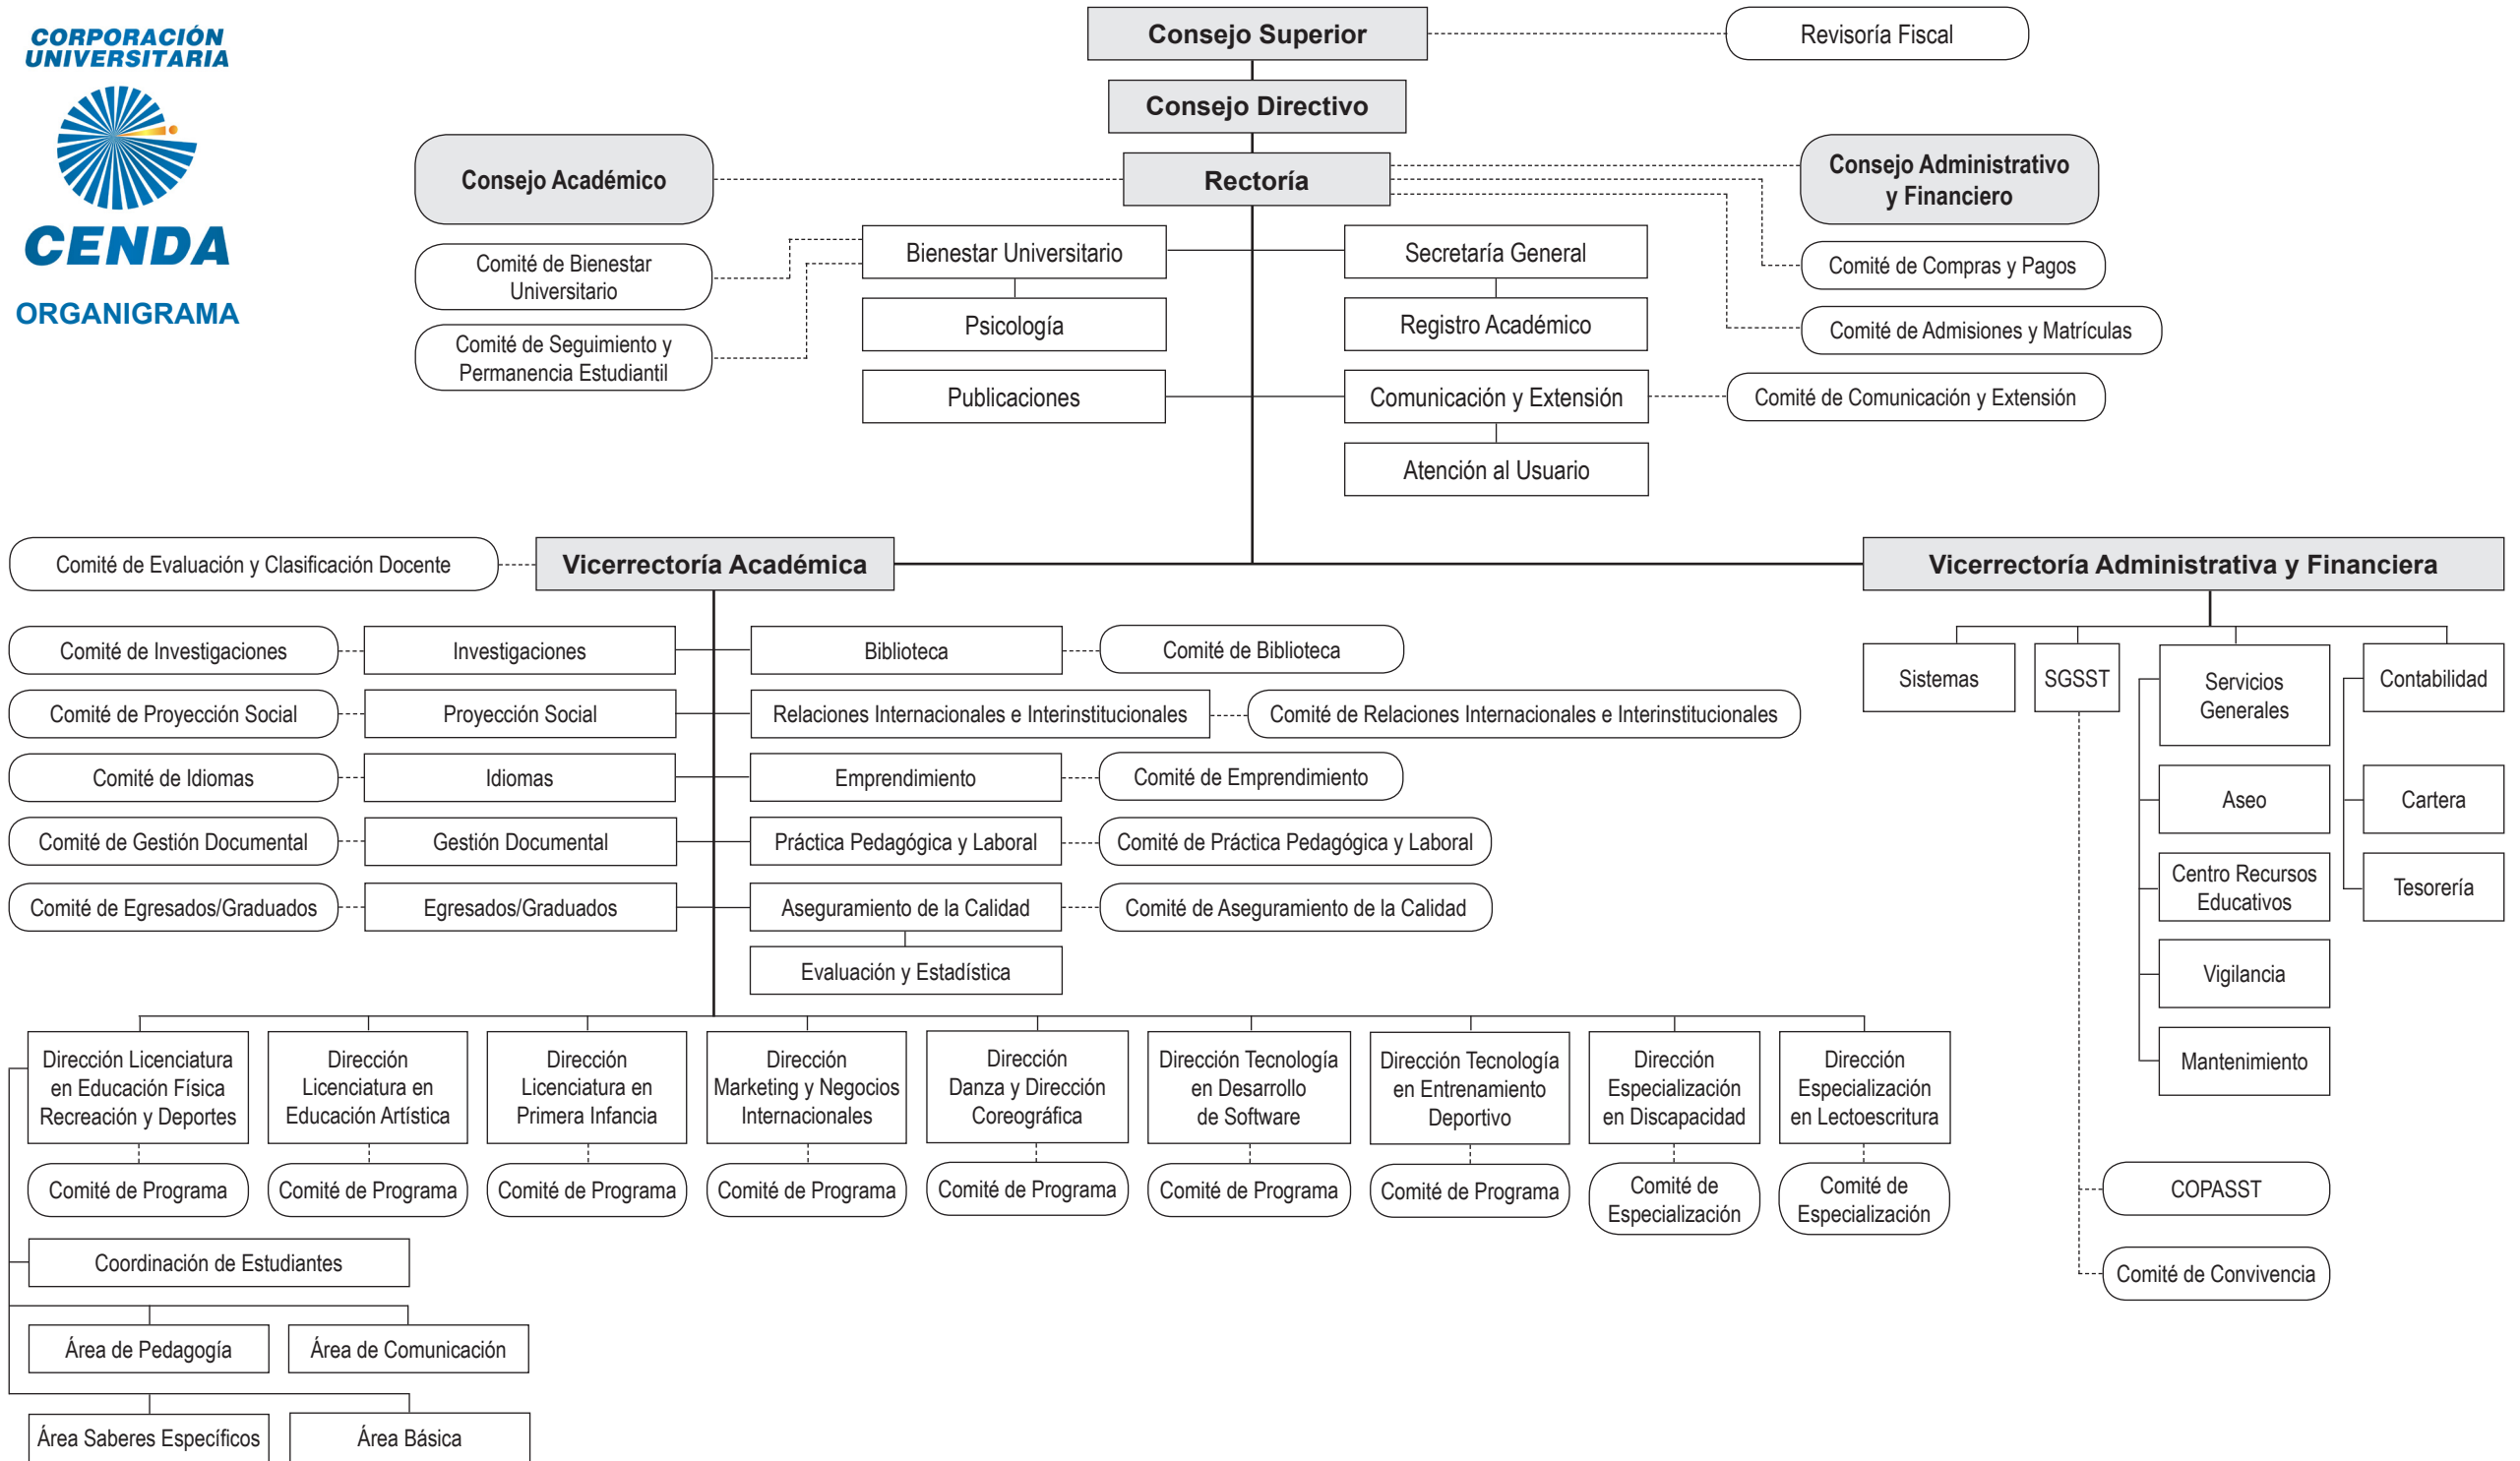 CORPORACIÓN
UNIVERSITARIA
CENDA
ORGANIGRAMA
Consejo Superior
Revisoría Fiscal
Consejo Directivo
Consejo Académico
Rectoría
Consejo Administrativo
y Financiero
Comité de Bienestar
Universitario
Bienestar Universitario
Secretaría General
Comité de Compras y Pagos
Comité de Seguimiento y
Permanencia Estudiantil
Psicología
Registro Académico
Comité de Admisiones y Matrículas
Publicaciones
Comunicación y Extensión
Comité de Comunicación y Extensión
Atención al Usuario
Comité de Evaluación y Clasificación Docente
Vicerrectoría Académica
Vicerrectoría Administrativa y Financiera
Comité de Investigaciones
Investigaciones
Biblioteca
Comité de Biblioteca
Comité de Proyección Social
Proyección Social
Relaciones Internacionales e Interinstitucionales
Comité de Relaciones Internacionales e Interinstitucionales
Comité de Idiomas
Idiomas
Emprendimiento
Comité de Emprendimiento
Comité de Gestión Documental
Gestión Documental
Práctica Pedagógica y Laboral
Comité de Práctica Pedagógica y Laboral
Comité de Egresados/Graduados
Egresados/Graduados
Aseguramiento de la Calidad
Comité de Aseguramiento de la Calidad
Evaluación y Estadística
Sistemas
SGSST
Servicios
Generales
Contabilidad
Aseo
Cartera
Centro Recursos
Educativos
Tesorería
Vigilancia
Mantenimiento
COPASST
Comité de Convivencia
Dirección Licenciatura
en Educación Física
Recreación y Deportes
Dirección
Licenciatura en
Educación Artística
Dirección
Licenciatura en
Primera Infancia
Dirección
Marketing y Negocios
Internacionales
Dirección
Danza y Dirección
Coreográfica
Dirección Tecnología
en Desarrollo
de Software
Dirección Tecnología
en Entrenamiento
Deportivo
Dirección
Especialización
en Discapacidad
Dirección
Especialización
en Lectoescritura
Comité de Programa
Comité de Programa
Comité de Programa
Comité de Programa
Comité de Programa
Comité de Programa
Comité de Programa
Comité de
Especialización
Comité de
Especialización
Coordinación de Estudiantes
Área de Pedagogía
Área de Comunicación
Área Saberes Específicos
Área Básica